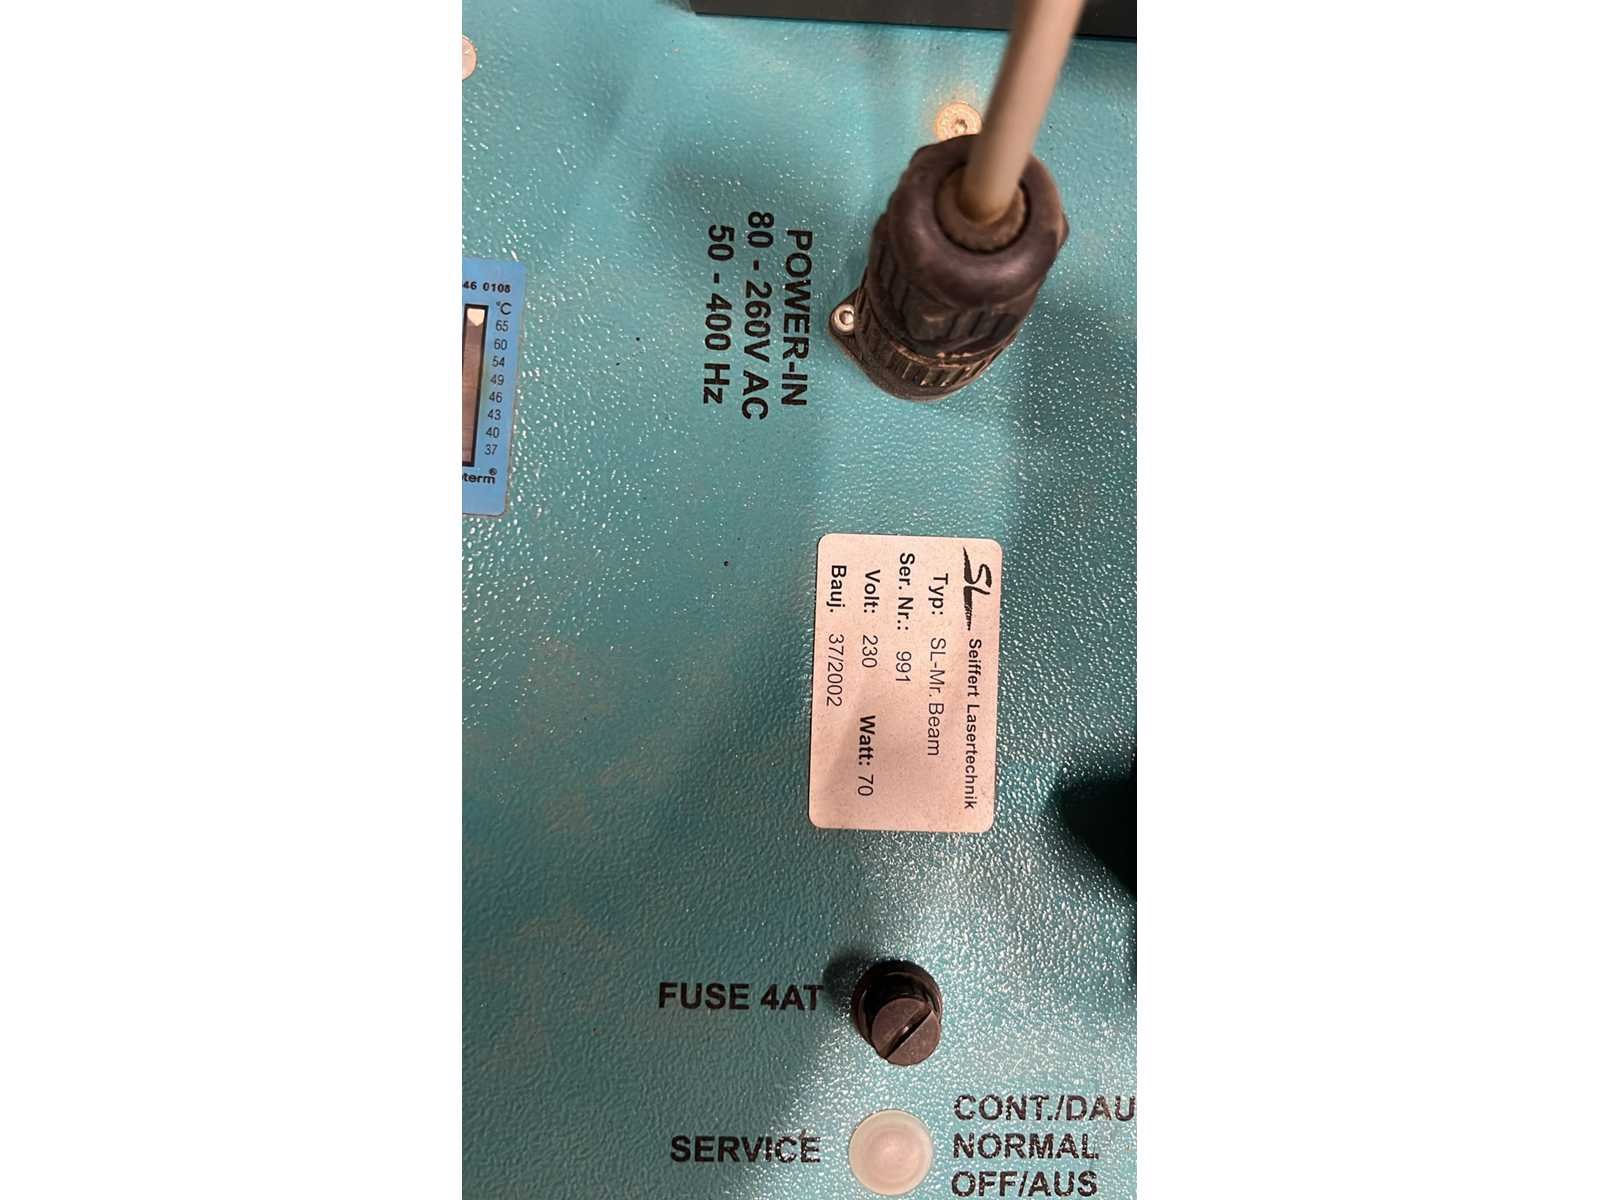 POWER-IN
80 - 260V AC
50 - 400 Hz
46 0108
°C
65
60
54
49
46
43
40
37
SL
Seiffert Lasertechnik
Typ: SL-Mr. Beam
Ser. Nr.: 991
Volt: 230 Watt: 70
Bauj. 37/2002
FUSE 4AT
SERVICE
CONT./DAU
NORMAL
OFF/AUS